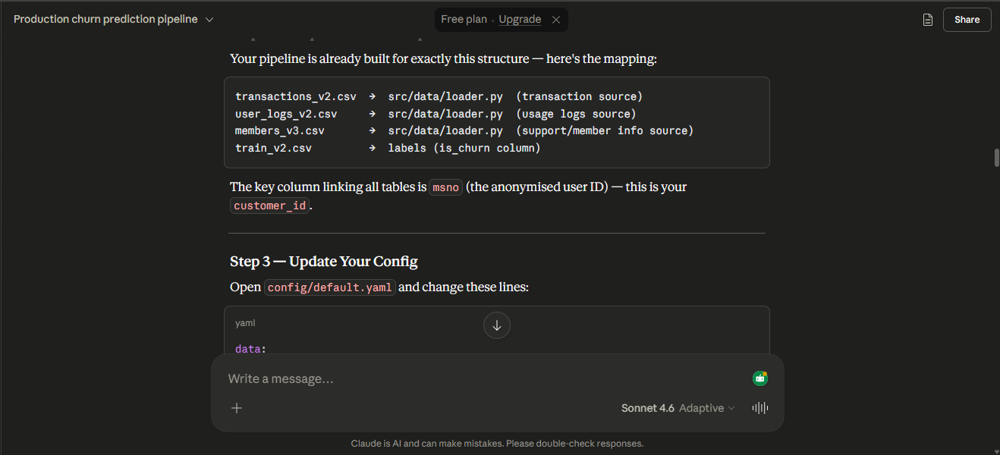 Production churn prediction pipeline
Free plan · Upgrade
Share
Your pipeline is already built for exactly this structure — here's the mapping:
transactions_v2.csv → src/data/loader.py (transaction source)
user_logs_v2.csv → src/data/loader.py (usage logs source)
members_v3.csv → src/data/loader.py (support/member info source)
train_v2.csv → labels (is_churn column)
The key column linking all tables is msno (the anonymised user ID) — this is your
customer_id.
Step 3 — Update Your Config
Open config/default.yaml and change these lines:
yaml
data:
Write a message...
Sonnet 4.6 Adaptive
Claude is AI and can make mistakes. Please double-check responses.